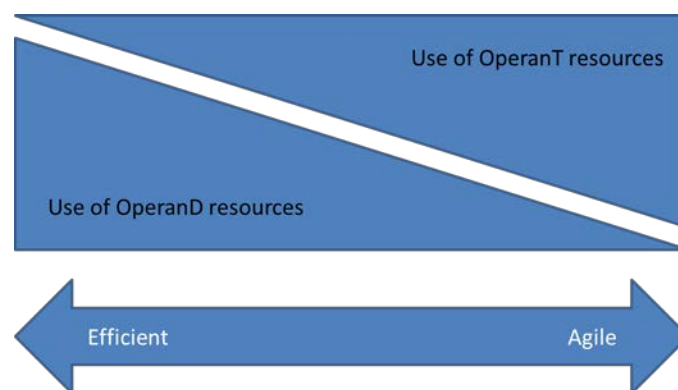 Use of OperanT resources
Use of OperanD resources
Efficient
Agile